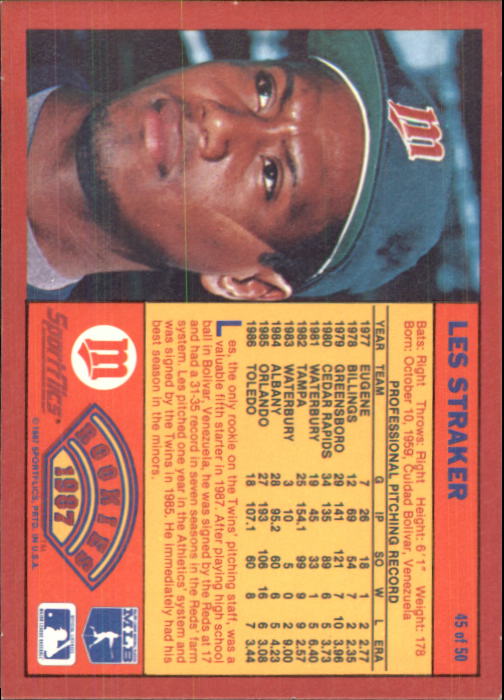 LES STRAKER 45 of 50
Bats: Right Throws: Right Height: 6'1" Weight: 178
Born: October 10, 1959, Cuidad Bolivar, Venezuela
PROFESSIONAL PITCHING RECORD
YEAR TEAM G IP SO W L ERA
1977 EUGENE 7 26 18 1 2.77
1978 BILLINGS 12 54 7 2 2.35
1979 GREENSBORO 29 141 121 7 10 3.96
1980 CEDAR RAPIDS 34 135 89 6 5 3.73
1981 WATERBURY 19 45 33 1 5 6.40
1982 TAMPA 25 154.1 99 9 9 2.57
1983 WATERBURY 3 10 5 0 2 9.00
1984 ALBANY 28 95.2 60 5 6 4.23
1985 ORLANDO 27 193 106 16 6 3.08
1986 TOLEDO 18 107.1 60 8 7 3.44
Les, the only rookie on the Twins' pitching staff, was a
valuable fifth starter in 1987. After playing high school
ball in Bolivar, Venezuela, he was signed by the Reds at 17
and had a 31-35 record in seven seasons in the Reds' farm
system. Les pitched one year in the Athletics' system and
was signed by the Twins in 1985. He immediately had his
best season in the minors.
m
m
Sportflics
ROOKIES
1987
™
© 1987 SPORTFLICS, PRTD. IN U.S.A.